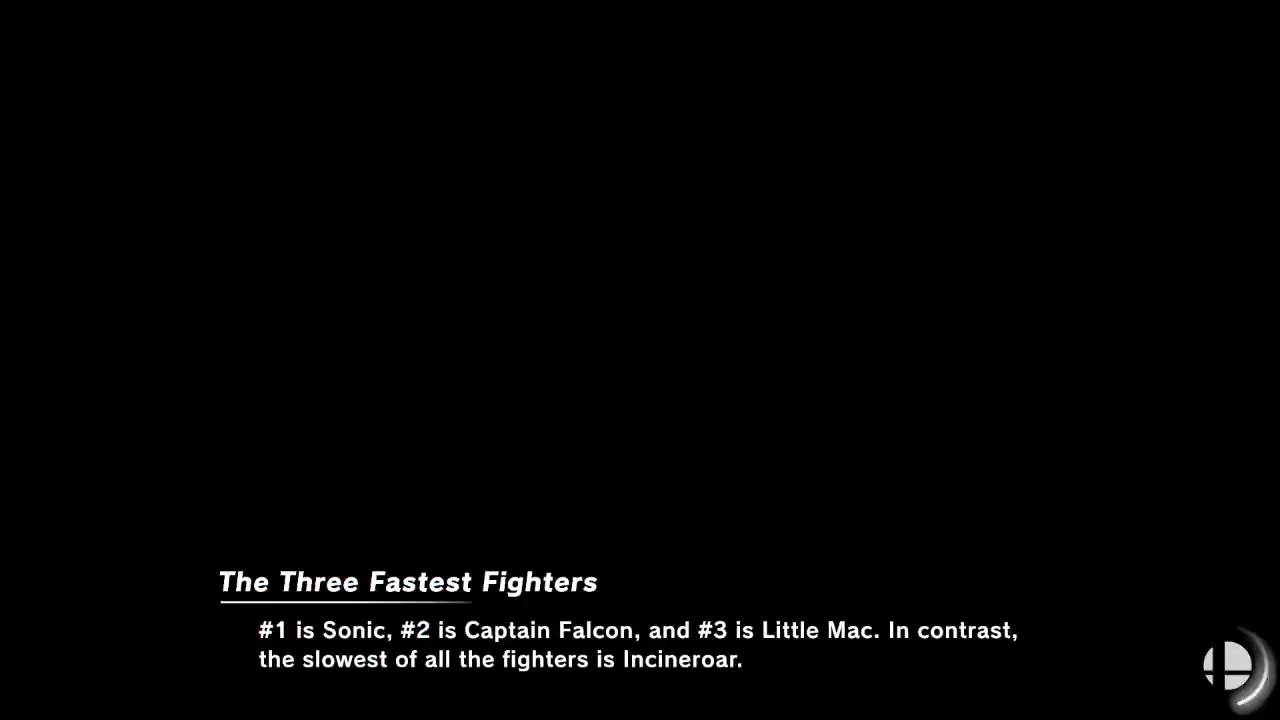 The Three Fastest Fighters
#1 is Sonic, #2 is Captain Falcon, and #3 is Little Mac. In contrast,
the slowest of all the fighters is Incineroar.